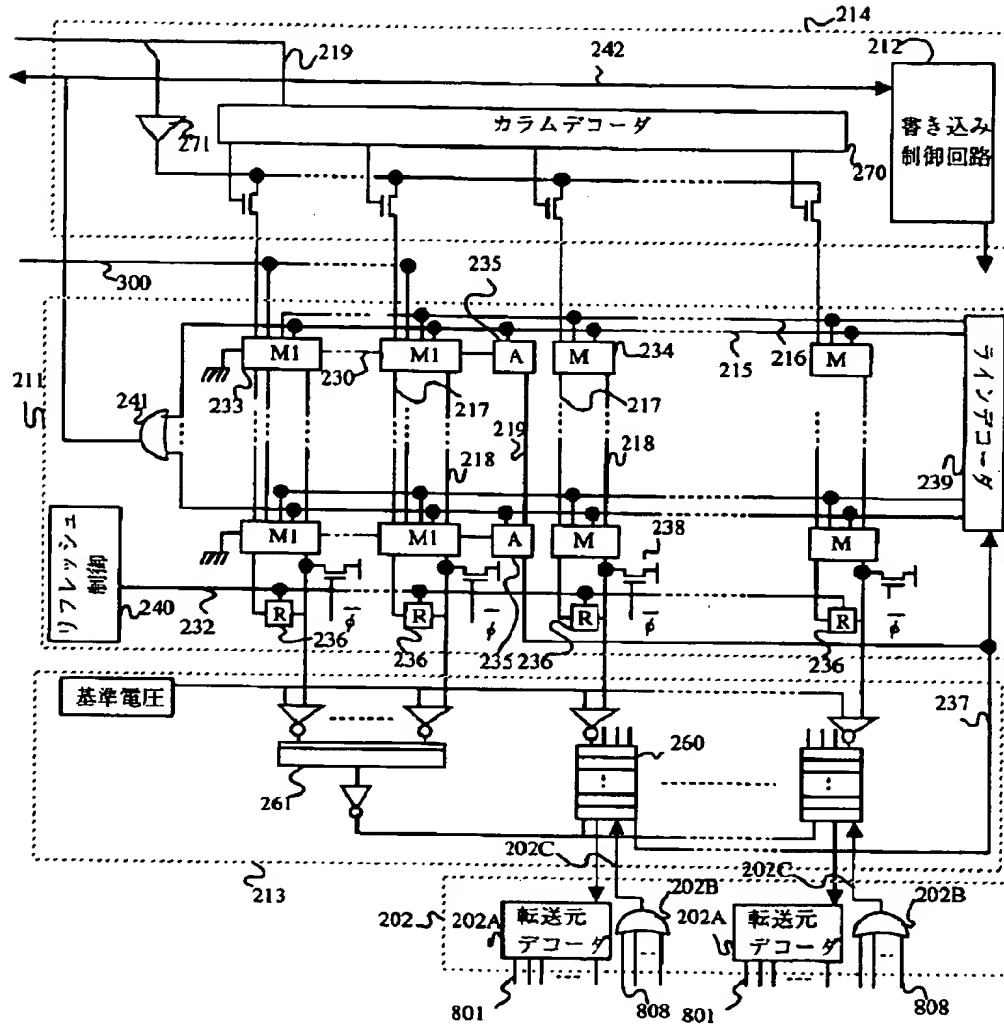 214
219
242
212
271
カラムデコーダ
書き込み
制御回路
270
300
235
M1
M1
A
M
234
M
216
215
211
233
230
217
217
241
219
218
218
239
ラインデコーダ
M1
M1
A
M
238
M
リフレッシュ
制御
240
232
R
236
φ
R
236
φ
235
236
R
φ
R
236
φ
基準電圧
237
260
261
213
202C
202B
202C
202B
202
202A
転送元
デコーダ
202A
転送元
デコーダ
801
808
801
808